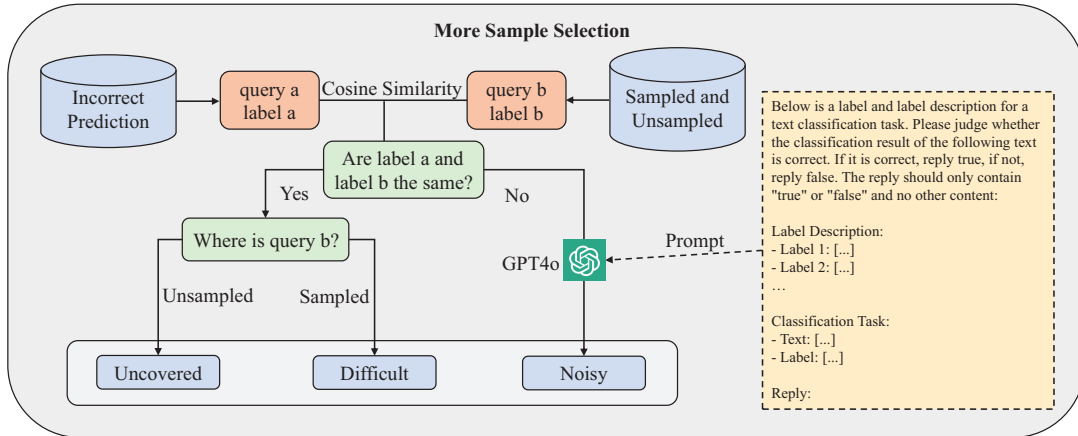 More Sample Selection
Incorrect
Prediction
query a
label a
Cosine Similarity
query b
label b
Sampled and
Unsampled
Are label a and
label b the same?
Yes
No
Where is query b?
GPT4o
Prompt
Unsampled
Sampled
Uncovered
Difficult
Noisy
Below is a label and label description for a
text classification task. Please judge whether
the classification result of the following text
is correct. If it is correct, reply true, if not,
reply false. The reply should only contain
"true" or "false" and no other content:
Label Description:
- Label 1: [...]
- Label 2: [...]
...
Classification Task:
- Text: [...]
- Label: [...]
Reply: